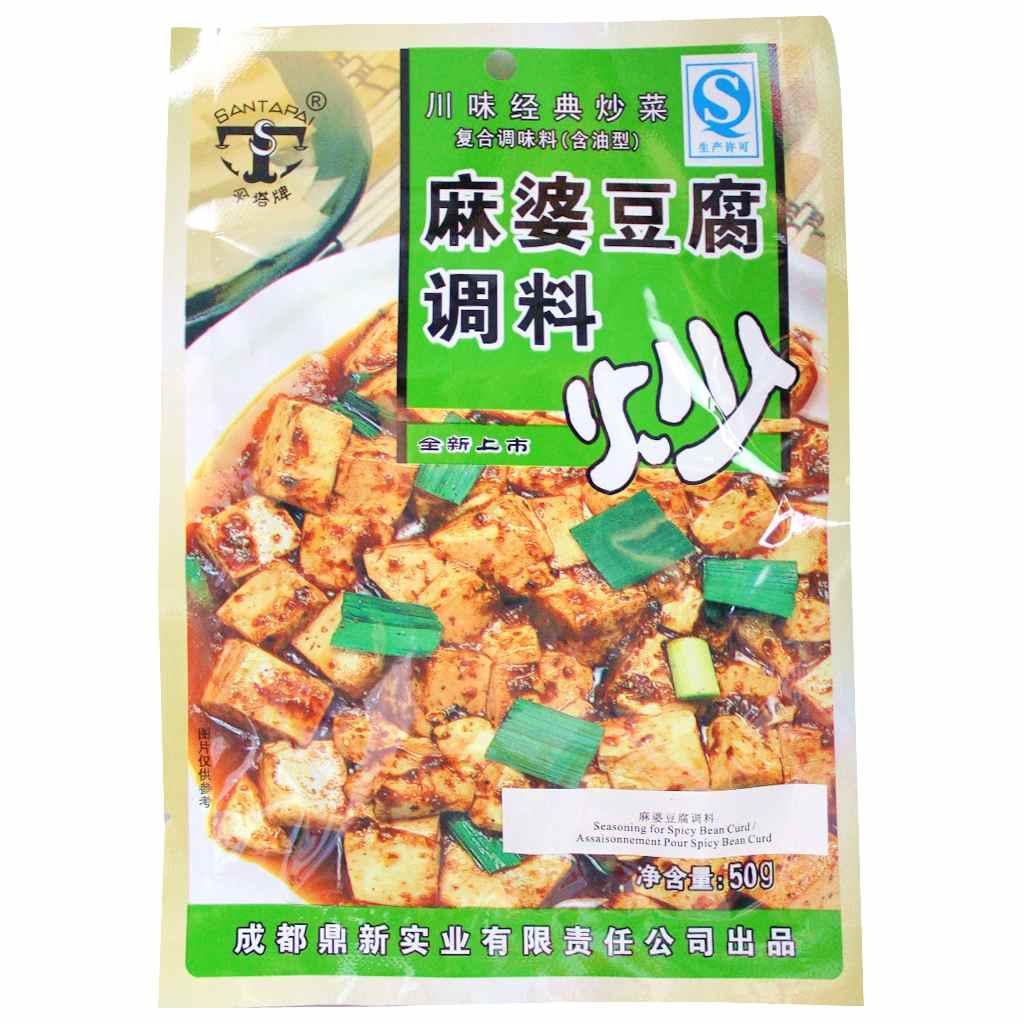 SANTAPAI®
S
伞塔牌
川味经典炒菜
复合调味料(含油型)
S
生产许可
麻婆豆腐
调料
炒
全新上市
图片仅供参考
麻婆豆腐调料
Seasoning for Spicy Bean Curd /
Assaisonnement Pour Spicy Bean Curd
净含量:50g
成都鼎新实业有限责任公司出品